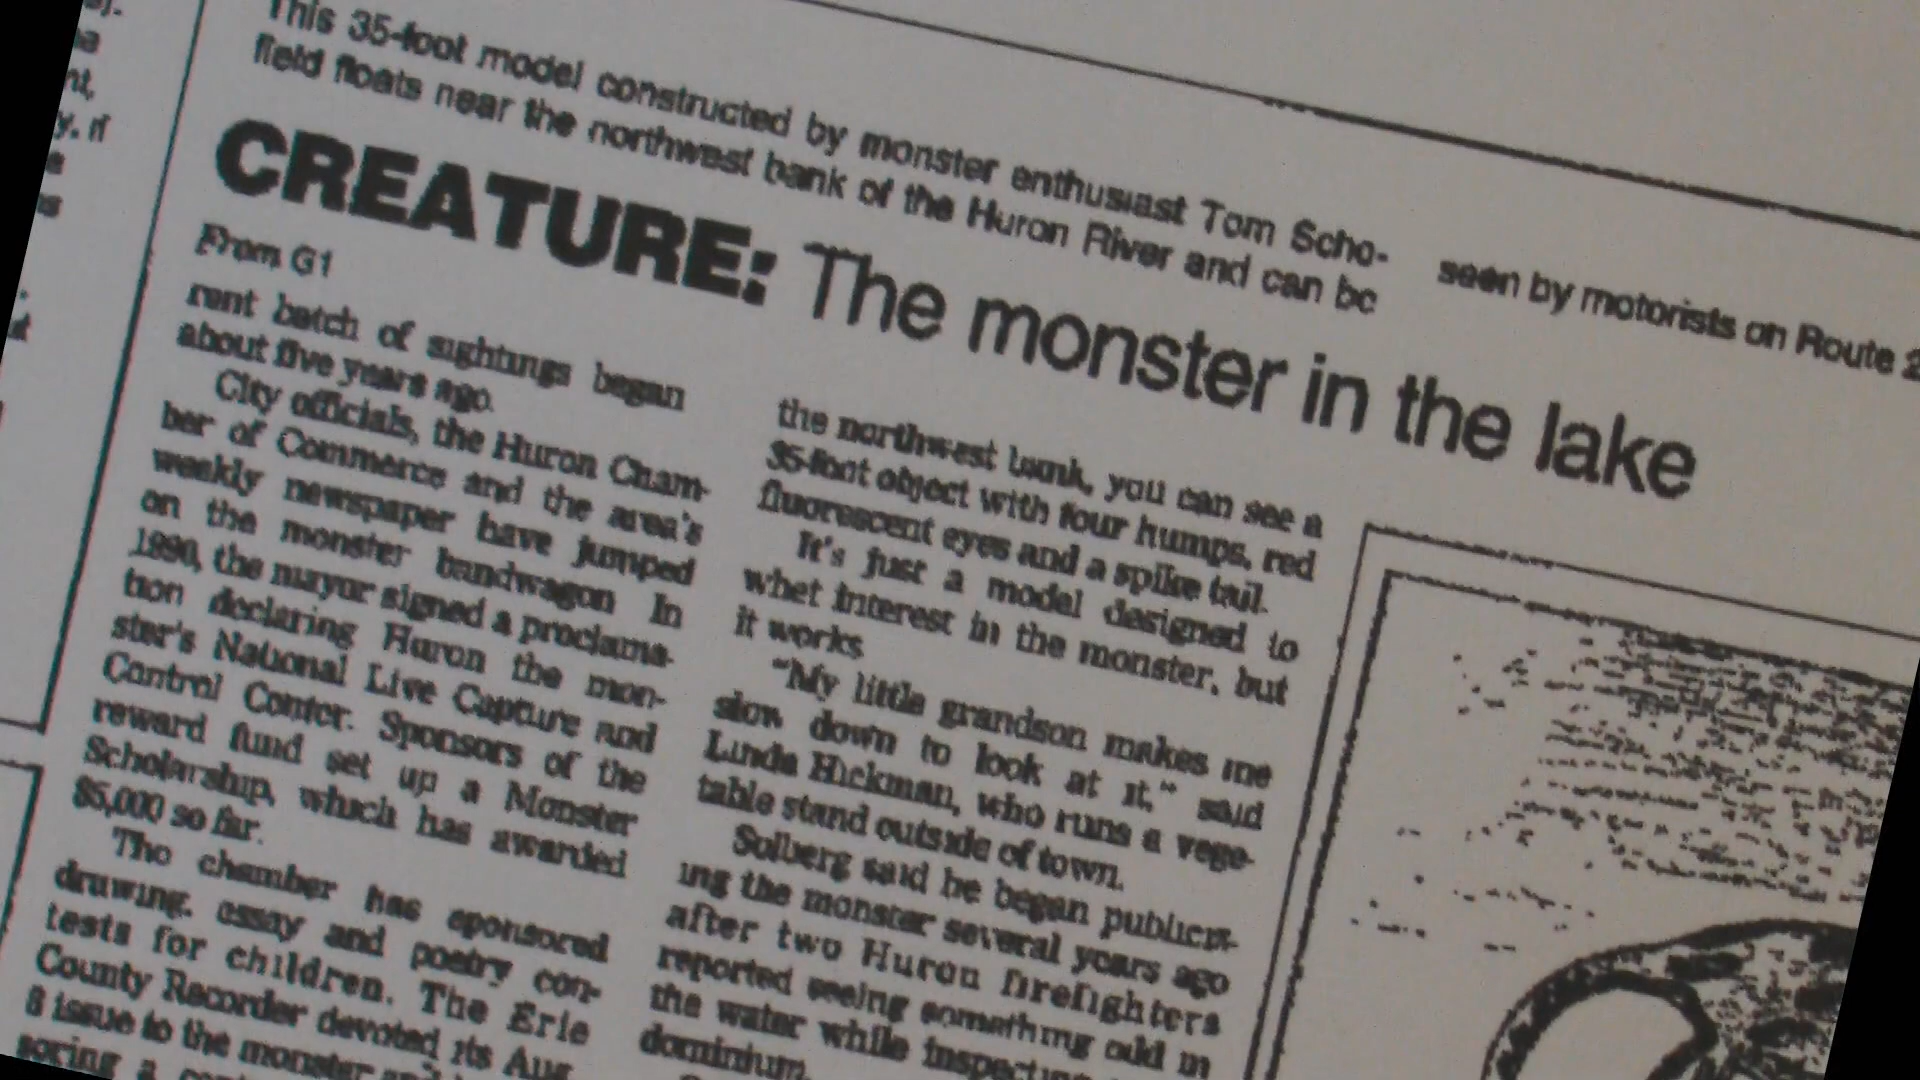 This 35-foot model constructed by monster enthusiast Tom Scho-
field floats near the northwest bank of the Huron River and can be
seen by motorists on Route
CREATURE: The monster in the lake
From G1
rent batch of sightings began
about five years ago.
City officials, the Huron Cham-
ber of Commerce and the area's
weekly newspaper have jumped
on the monster bandwagon In
1990, the mayor signed a proclama-
tion declaring Huron the mon-
ster's National Live Capture and
Control Center. Sponsors of the
reward fund set up a Monster
Scholarship, which has awarded
$5,000 so far.
The chamber has sponsored
drawing, essay and poetry con-
tests for children. The Erie
County Recorder devoted its Aug
8 issue to the monster
soring a
the northwest bank, you can see a
35-foot object with four humps, red
fluorescent eyes and a spike tail.
It's just a model designed to
whet interest in the monster, but
it works
"My little grandson makes me
slow down to look at it," said
Linda Hickman, who runs a vege-
table stand outside of town.
Solberg said he began publiciz-
ing the monster several years ago
after two Huron firefighters
reported seeing something odd in
the water while
dominium.